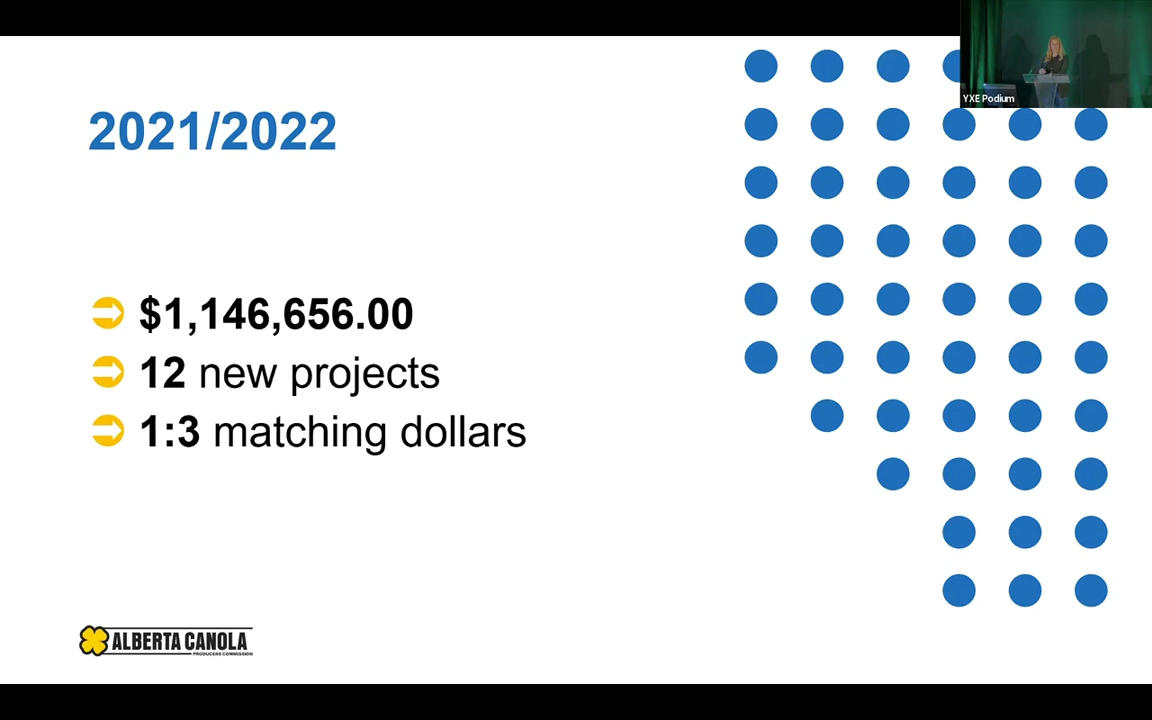 YXE Podium
2021/2022
$1,146,656.00
12 new projects
1:3 matching dollars
ALBERTA CANOLA
PRODUCERS COMMISSION